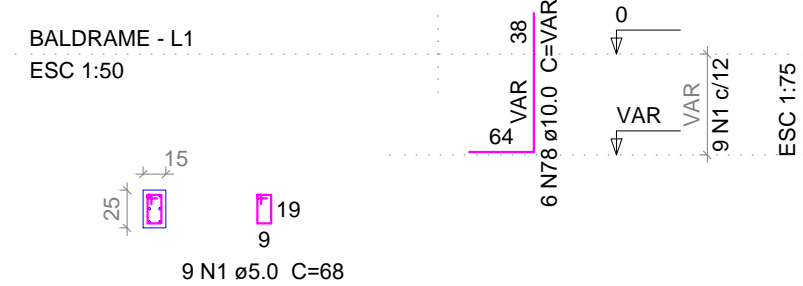 BALDRAME - L1
ESC 1:50
15
25
19
9
9 N1 ø5.0 C=68
38
VAR
64
6 N78 ø10.0 C=VAR
0
VAR
VAR
9 N1 c/12
ESC 1:75